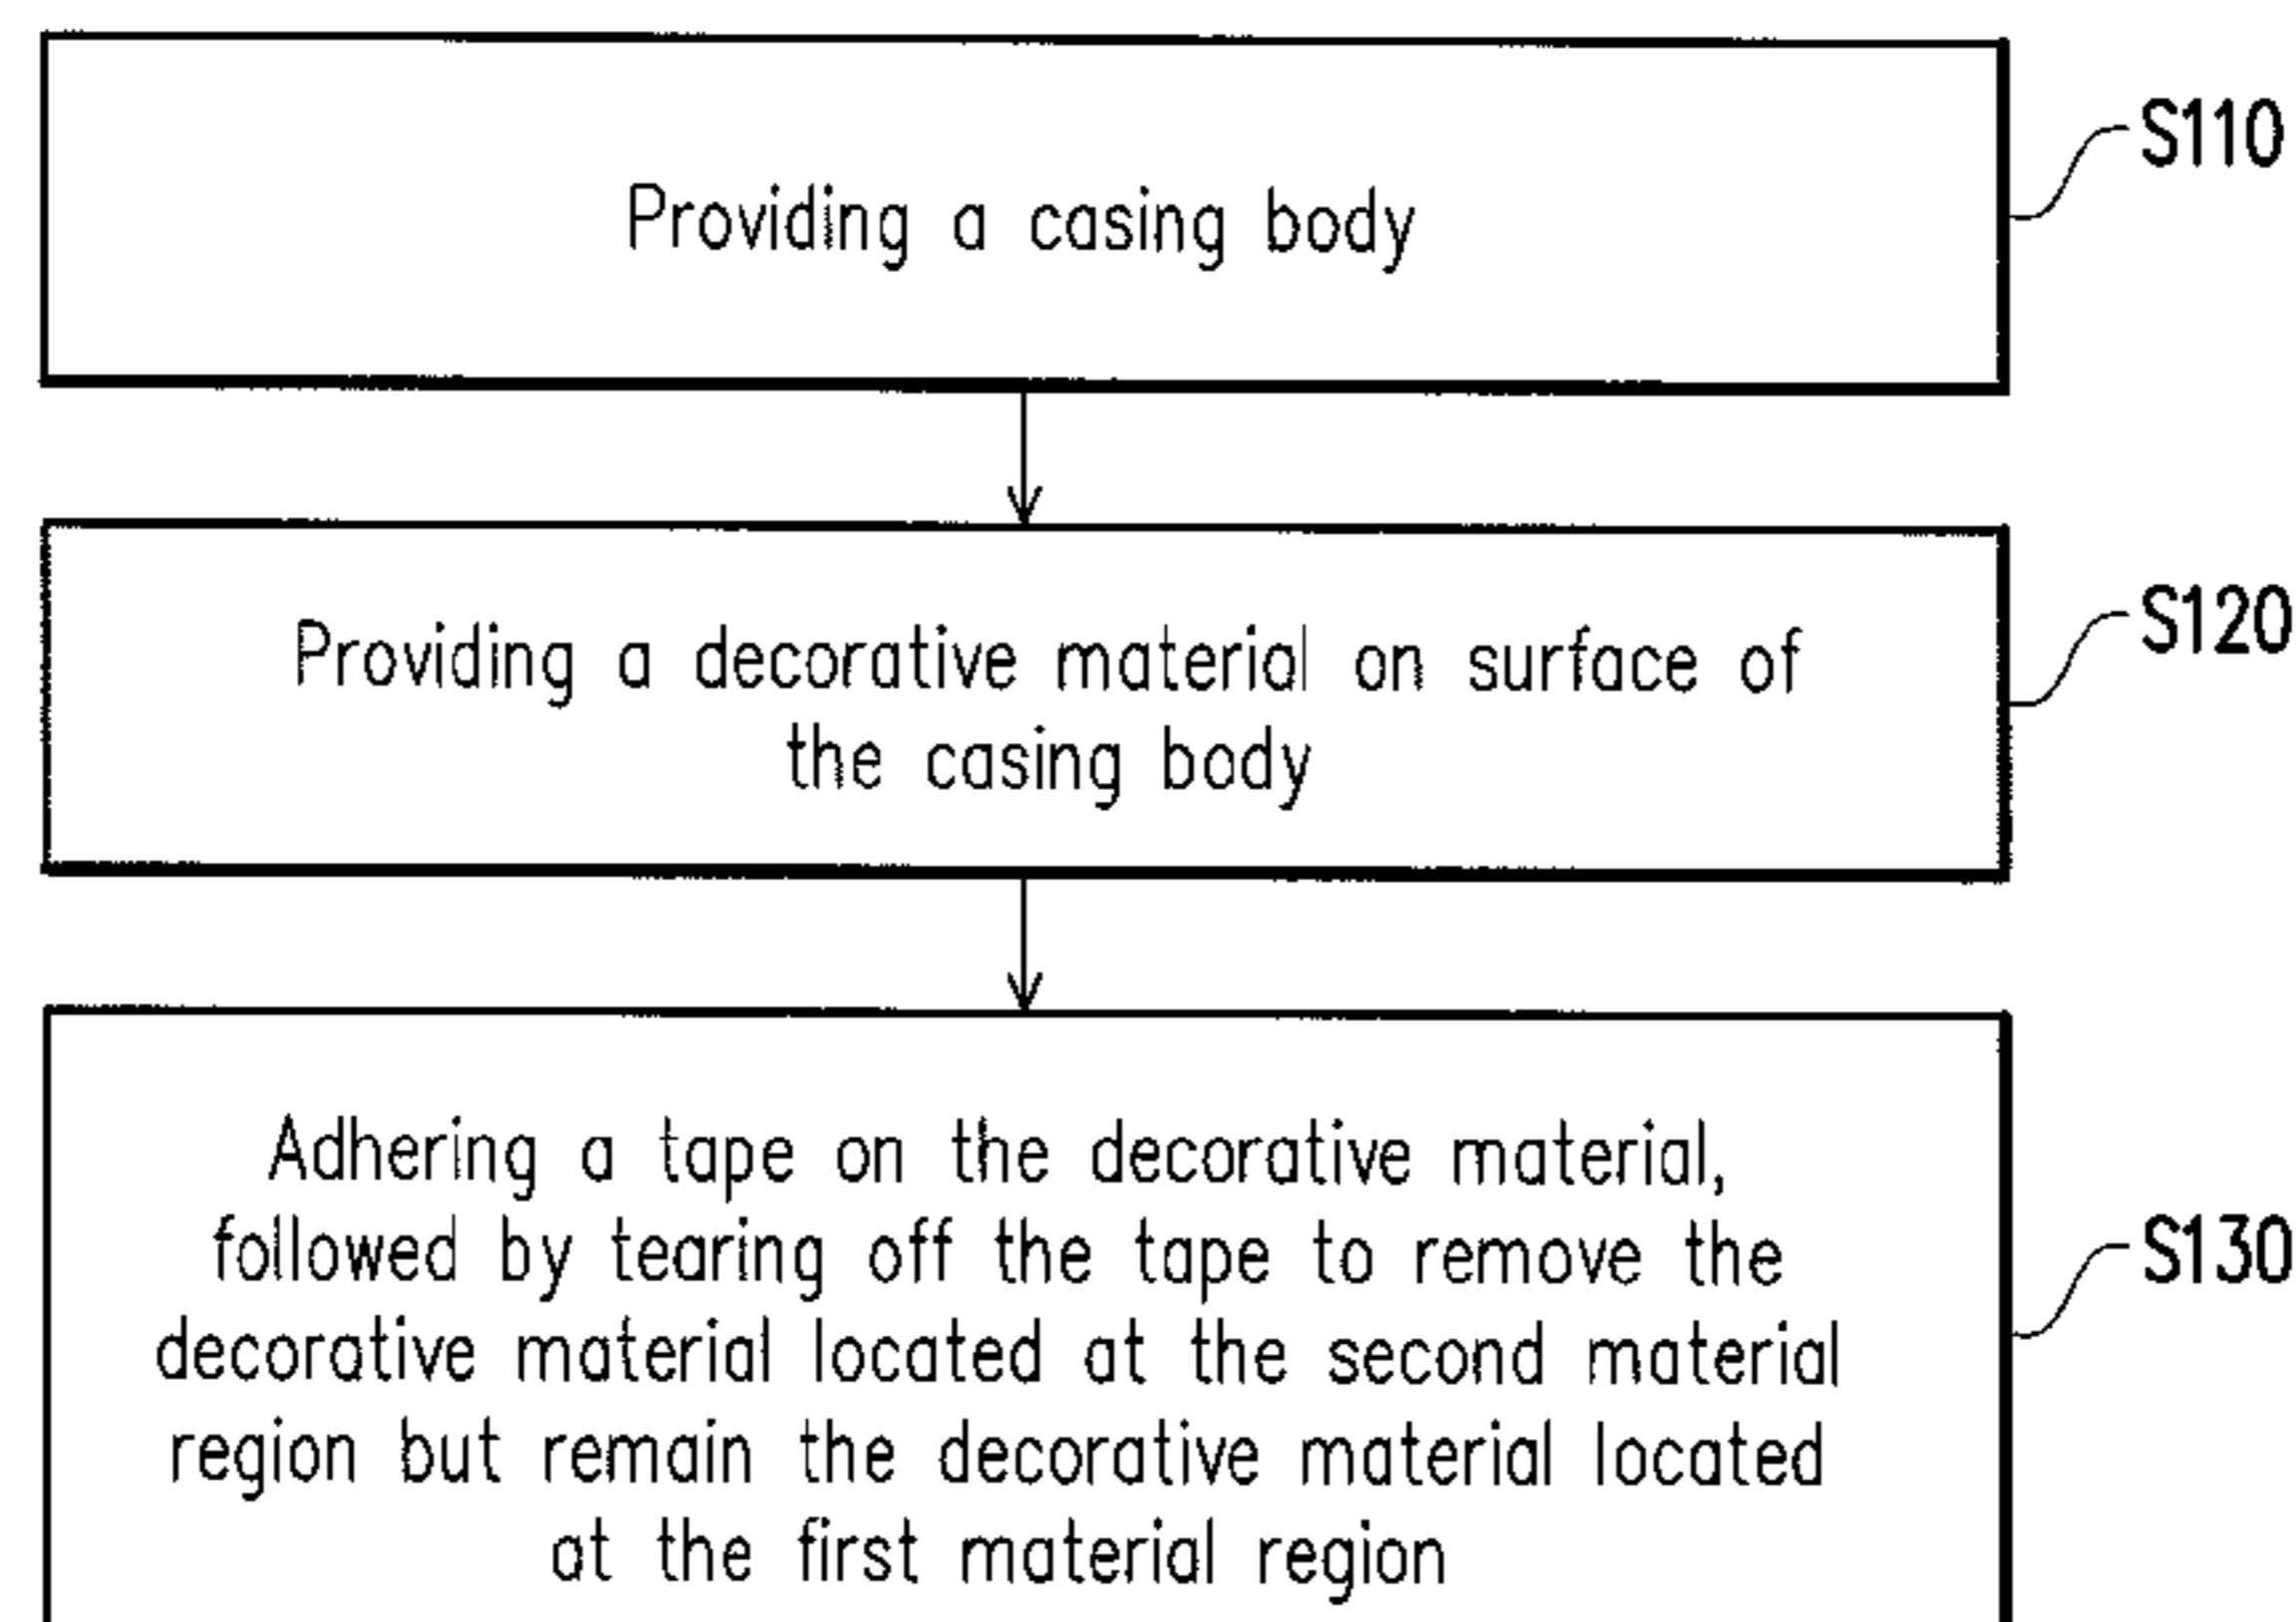 Providing a casing body
S110
Providing a decorative material on surface of
the casing body
S120
Adhering a tape on the decorative material,
followed by tearing off the tape to remove the
decorative material located at the second material
region but remain the decorative material located
at the first material region
S130